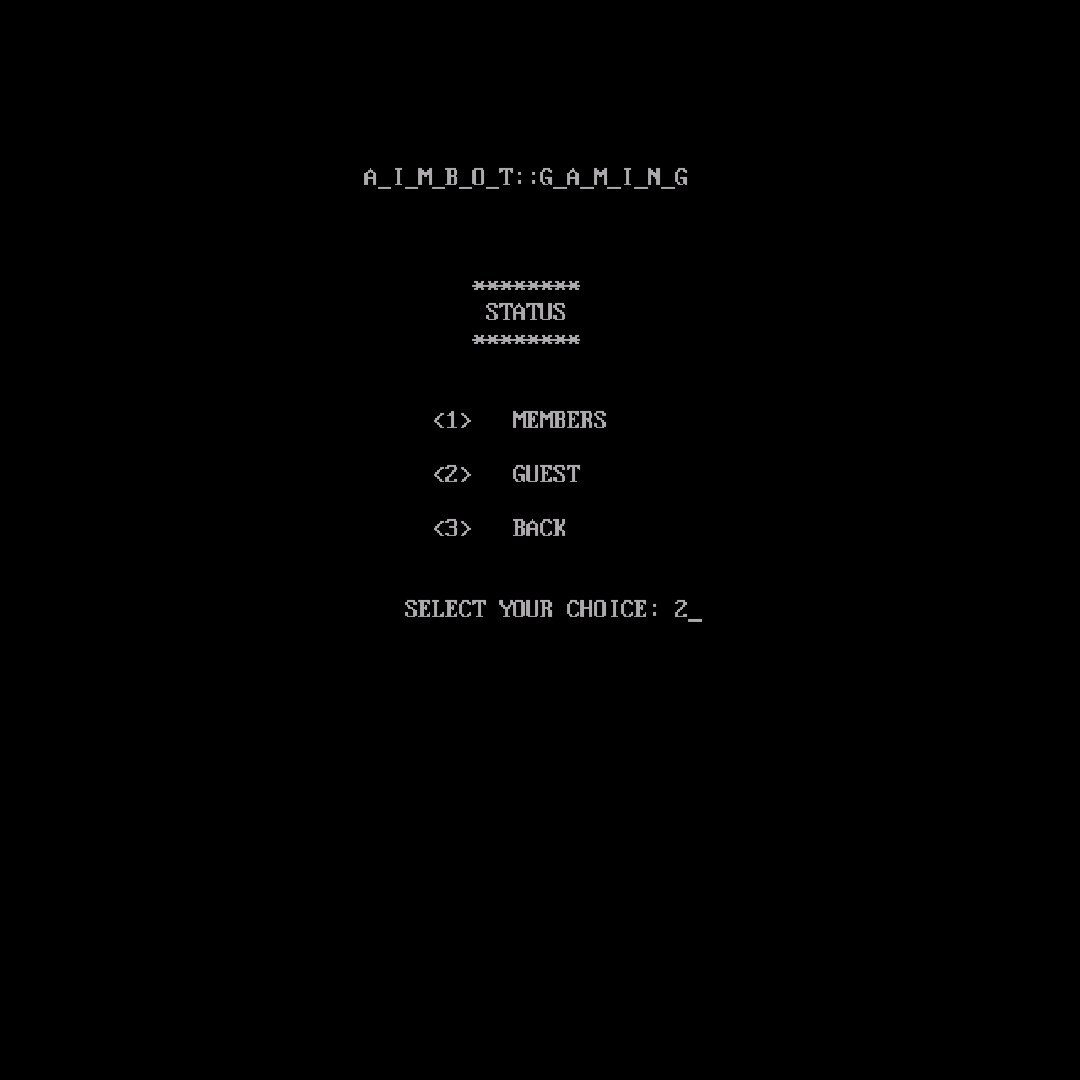 A_I_M_B_O_T::G_A_M_I_N_G
********
STATUS
********
<1> MEMBERS
<2> GUEST
<3> BACK
SELECT YOUR CHOICE: 2_